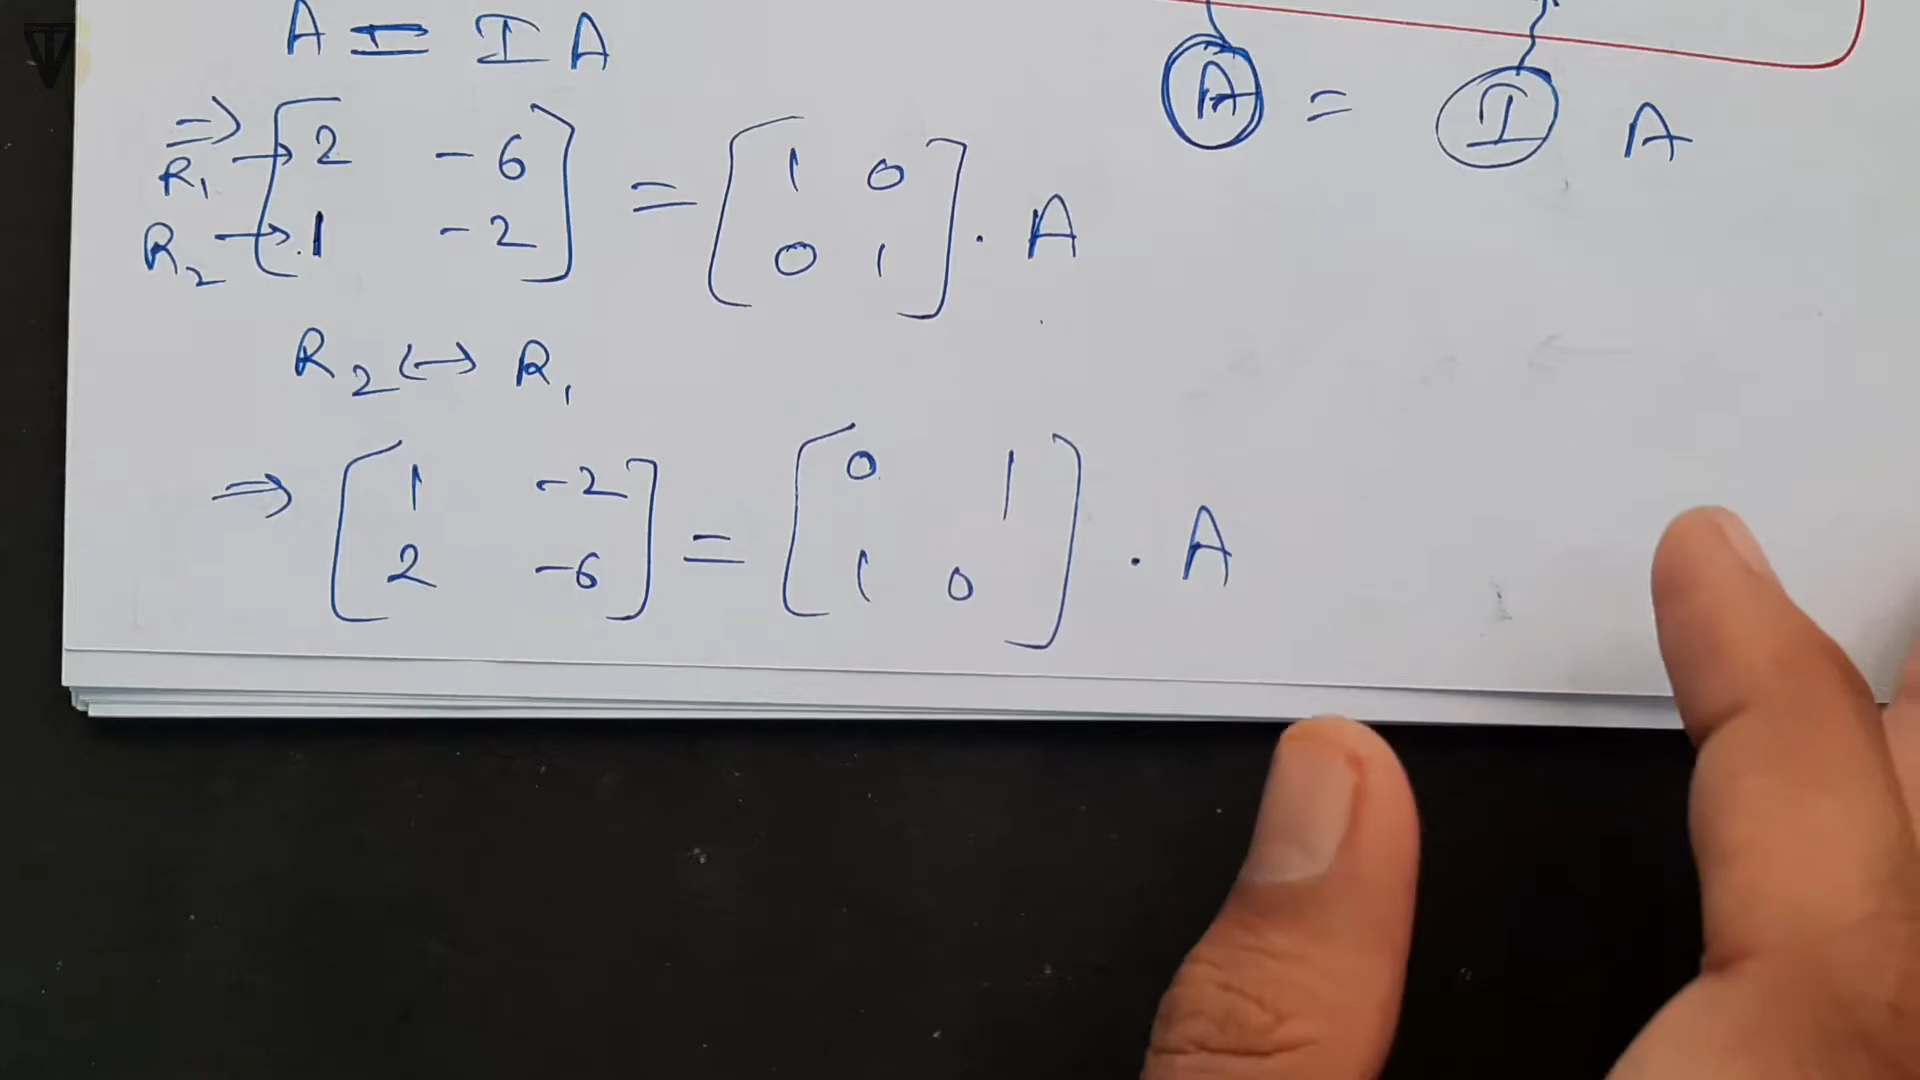 A = I A
A = I A
⇒ R₁ → [ 2 -6 ] = [ 1 0 ] . A
R₂ → [ 1 -2 ] [ 0 1 ]
R₂ ↔ R₁
⇒ [ 1 -2 ] = [ 0 1 ] . A
[ 2 -6 ] [ 1 0 ]